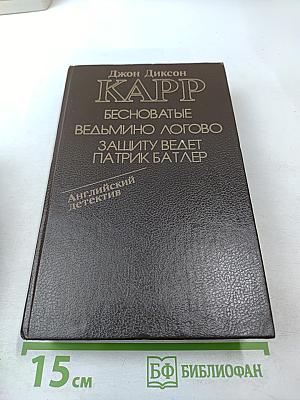 Джон Диксон
КАРР
БЕСНОВАТЫЕ
ВЕДЬМИНО ЛОГОВО
ЗАЩИТУ ВЕДЕТ
ПАТРИК БАТЛЕР
Английский
детектив
15 см
БФ БИБЛИОФАН